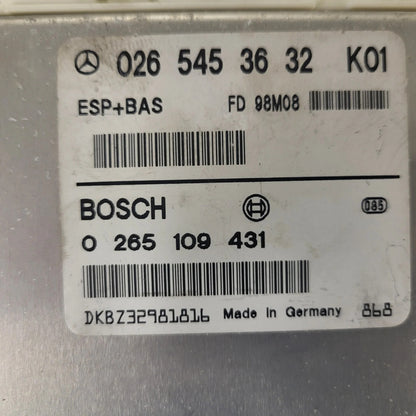 026 545 36 32 K01
ESP+BAS FD 98M08
BOSCH 085
0 265 109 431
DKBZ32981816 Made in Germany 868